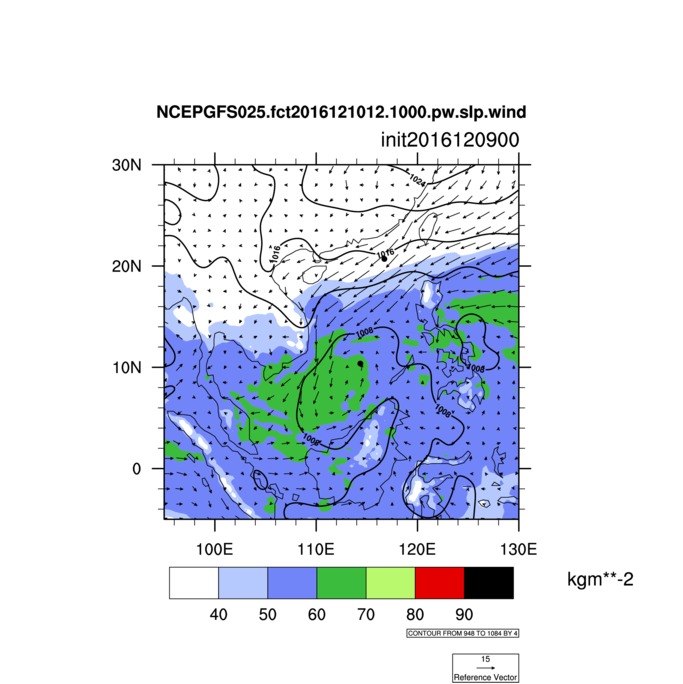 NCEPGFS025.fct2016121012.1000.pw.slp.wind
init2016120900
30N
1024
1016
1016
20N
1008
10N
1008
1008
1008
0
100E 110E 120E 130E
kgm**-2
40 50 60 70 80 90
CONTOUR FROM 948 TO 1084 BY 4
15
Reference Vector